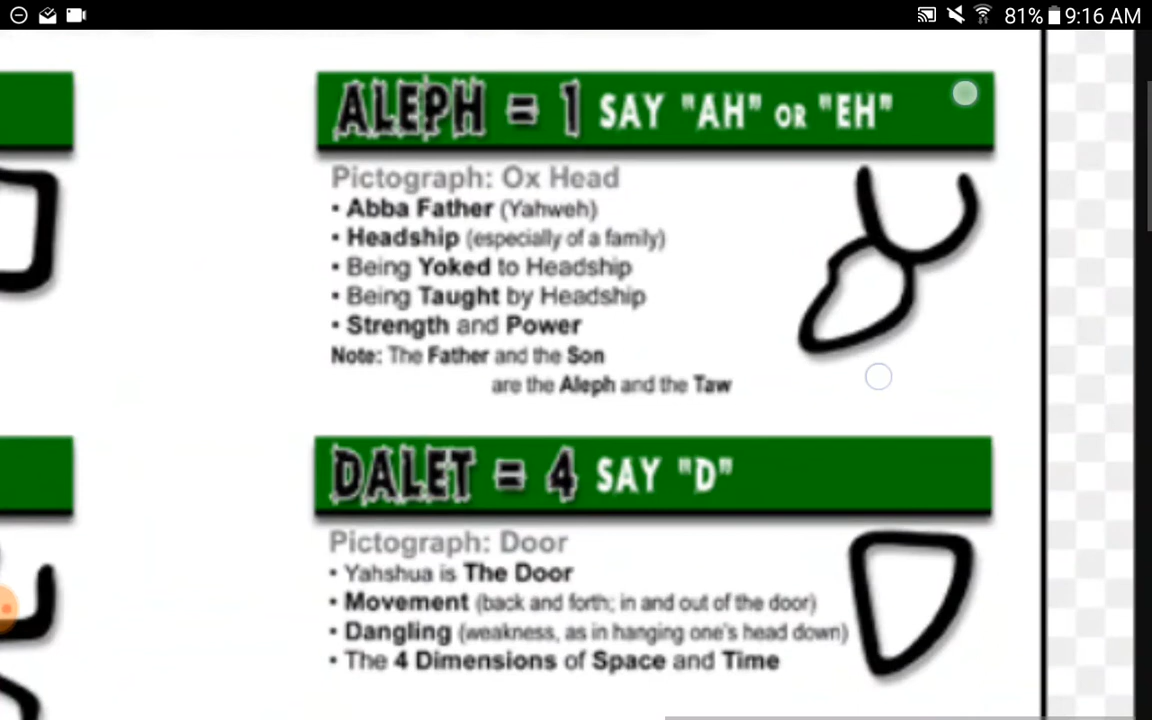 81% 9:16 AM
ALEPH = 1 SAY "AH" OR "EH"
Pictograph: Ox Head
• Abba Father (Yahweh)
• Headship (especially of a family)
• Being Yoked to Headship
• Being Taught by Headship
• Strength and Power
Note: The Father and the Son
are the Aleph and the Taw
DALET = 4 SAY "D"
Pictograph: Door
• Yahshua is The Door
• Movement (back and forth; in and out of the door)
• Dangling (weakness, as in hanging one's head down)
• The 4 Dimensions of Space and Time